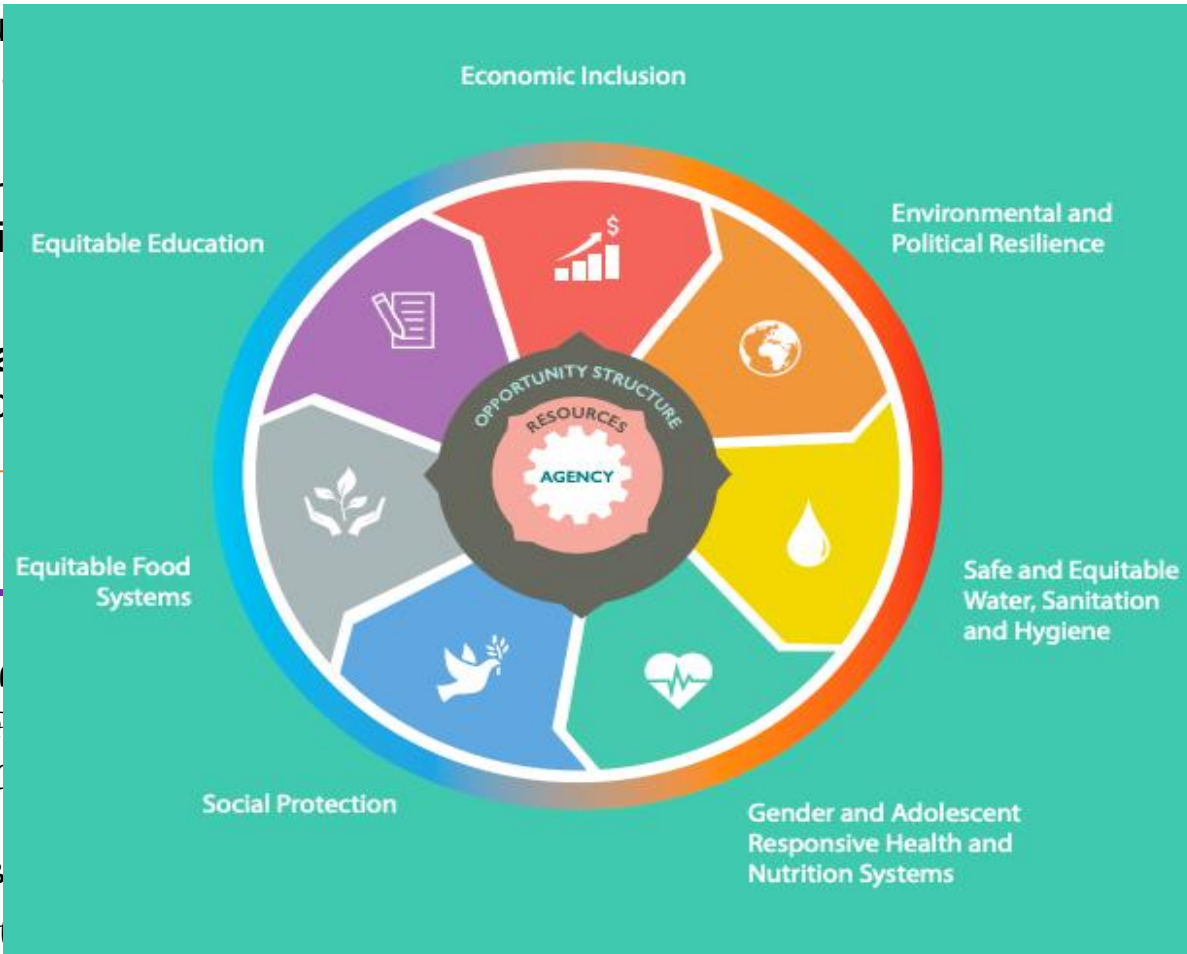 Economic Inclusion
Environmental and
Political Resilience
Equitable Education
$
OPPORTUNITY STRUCTURE
RESOURCES
AGENCY
Equitable Food
Systems
Safe and Equitable
Water, Sanitation
and Hygiene
Social Protection
Gender and Adolescent
Responsive Health and
Nutrition Systems